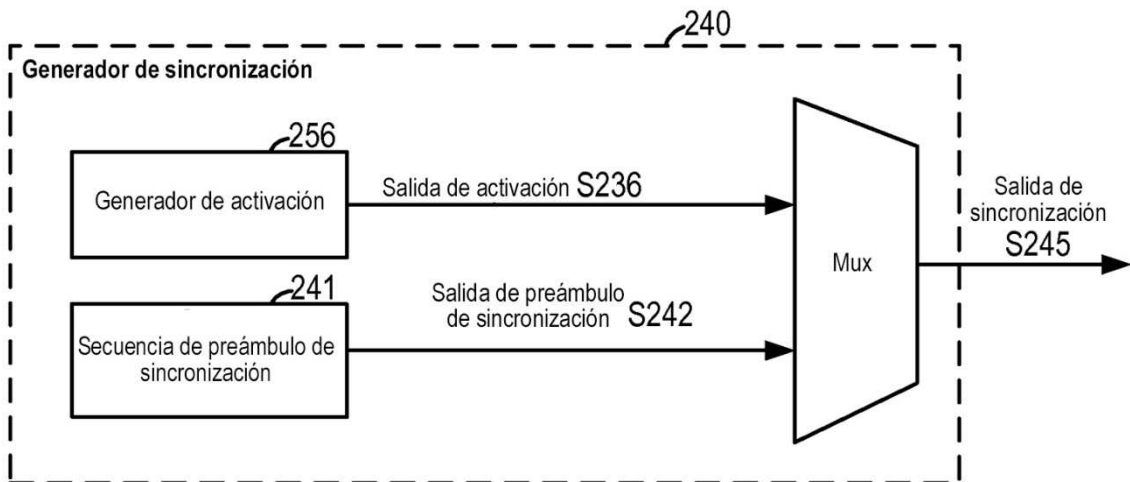 240
Generador de sincronización
256
Generador de activación
Salida de activación S236
241
Secuencia de preámbulo de
sincronización
Salida de preámbulo
de sincronización S242
Mux
Salida de
sincronización
S245